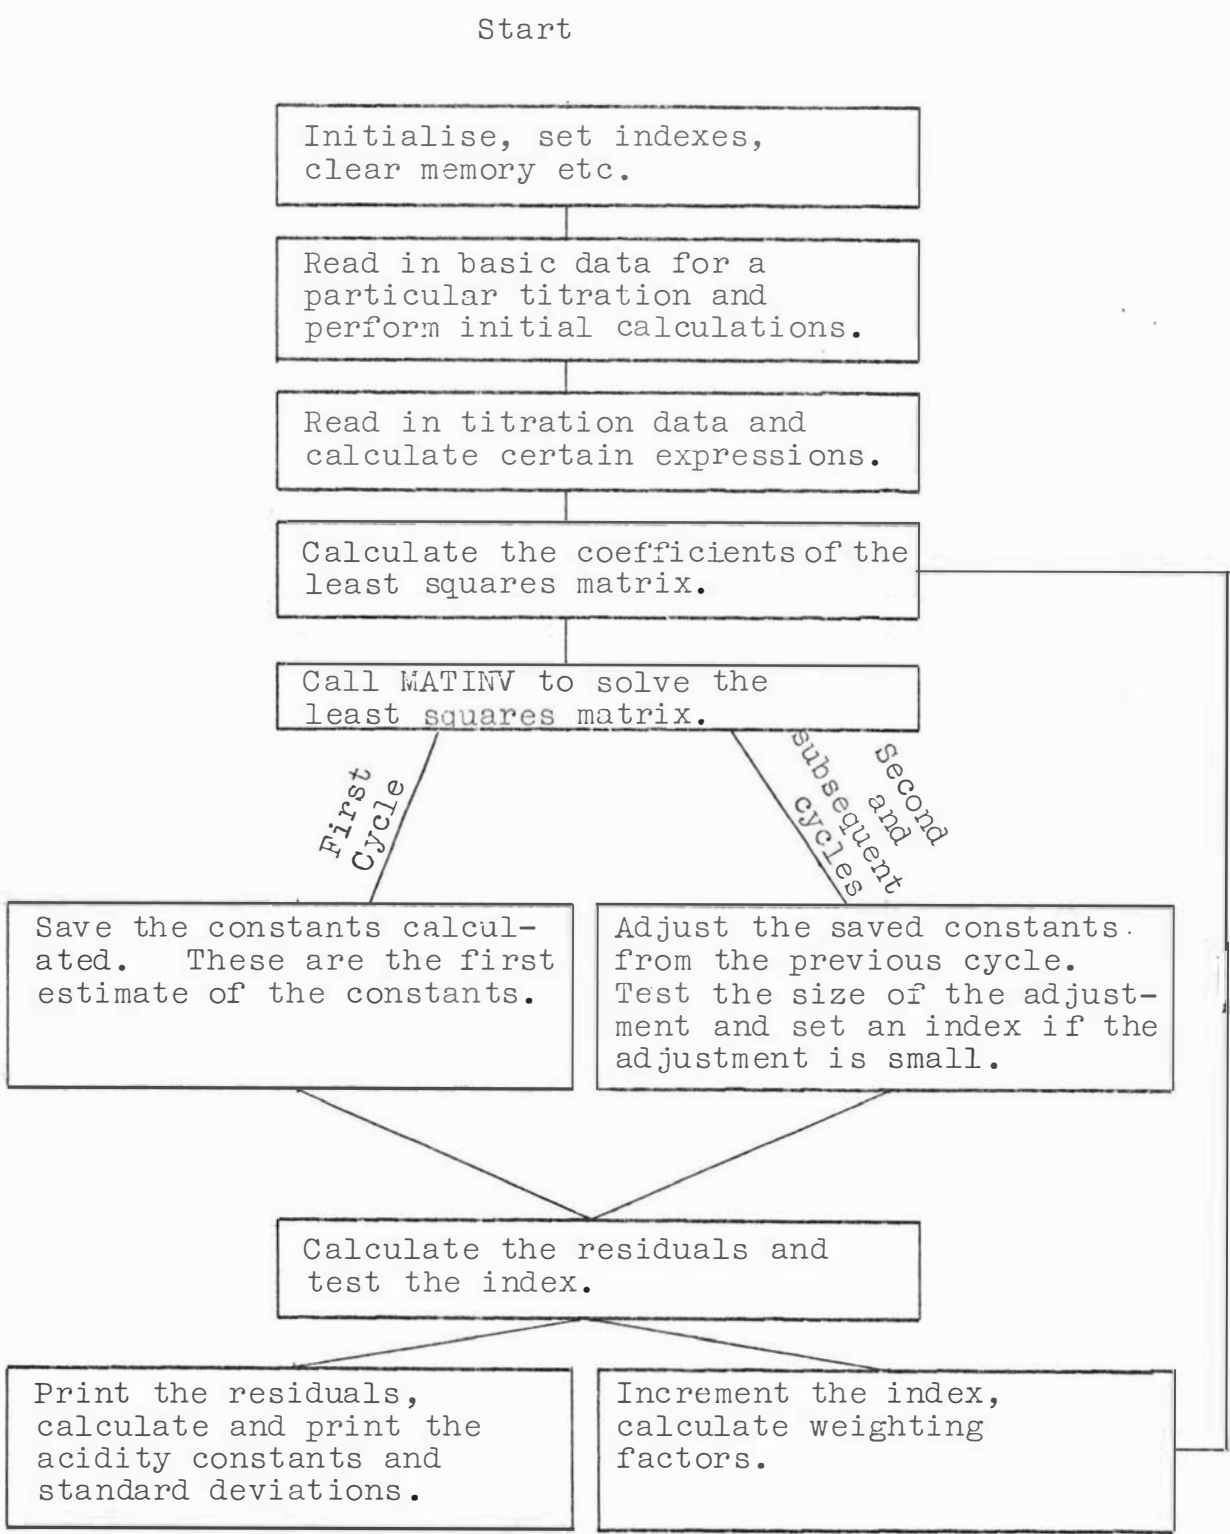 Start
Initialise, set indexes,
clear memory etc.
Read in basic data for a
particular titration and
perform initial calculations.
Read in titration data and
calculate certain expressions.
Calculate the coefficients of the
least squares matrix.
Call MATINV to solve the
least squares matrix.
First
Cycle
Second
and
subsequent
cycles
Save the constants calcul-
ated. These are the first
estimate of the constants.
Adjust the saved constants
from the previous cycle.
Test the size of the adjust-
ment and set an index if the
adjustment is small.
Calculate the residuals and
test the index.
Print the residuals,
calculate and print the
acidity constants and
standard deviations.
Increment the index,
calculate weighting
factors.